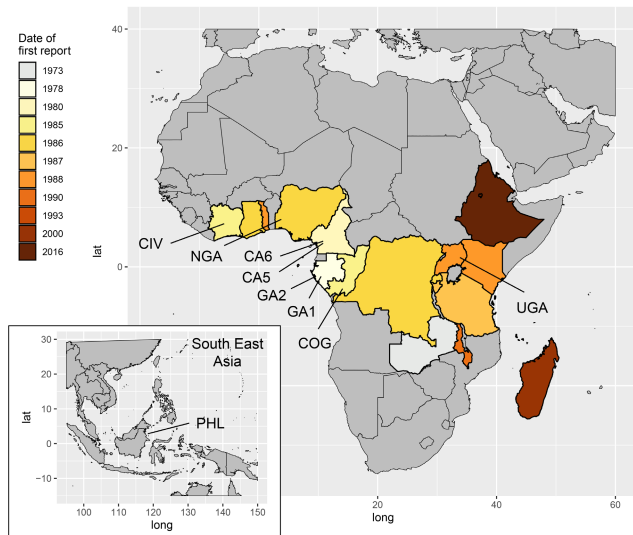 Date of
first report
1973
1978
1980
1985
1986
1987
1988
1990
1993
2000
2016
40
20
0
lat
CIV
NGA
CA6
CA5
GA2
GA1
COG
UGA
20
40
60
long
South East
Asia
PHL
30
20
10
0
−10
lat
100
110
120
130
140
150
long